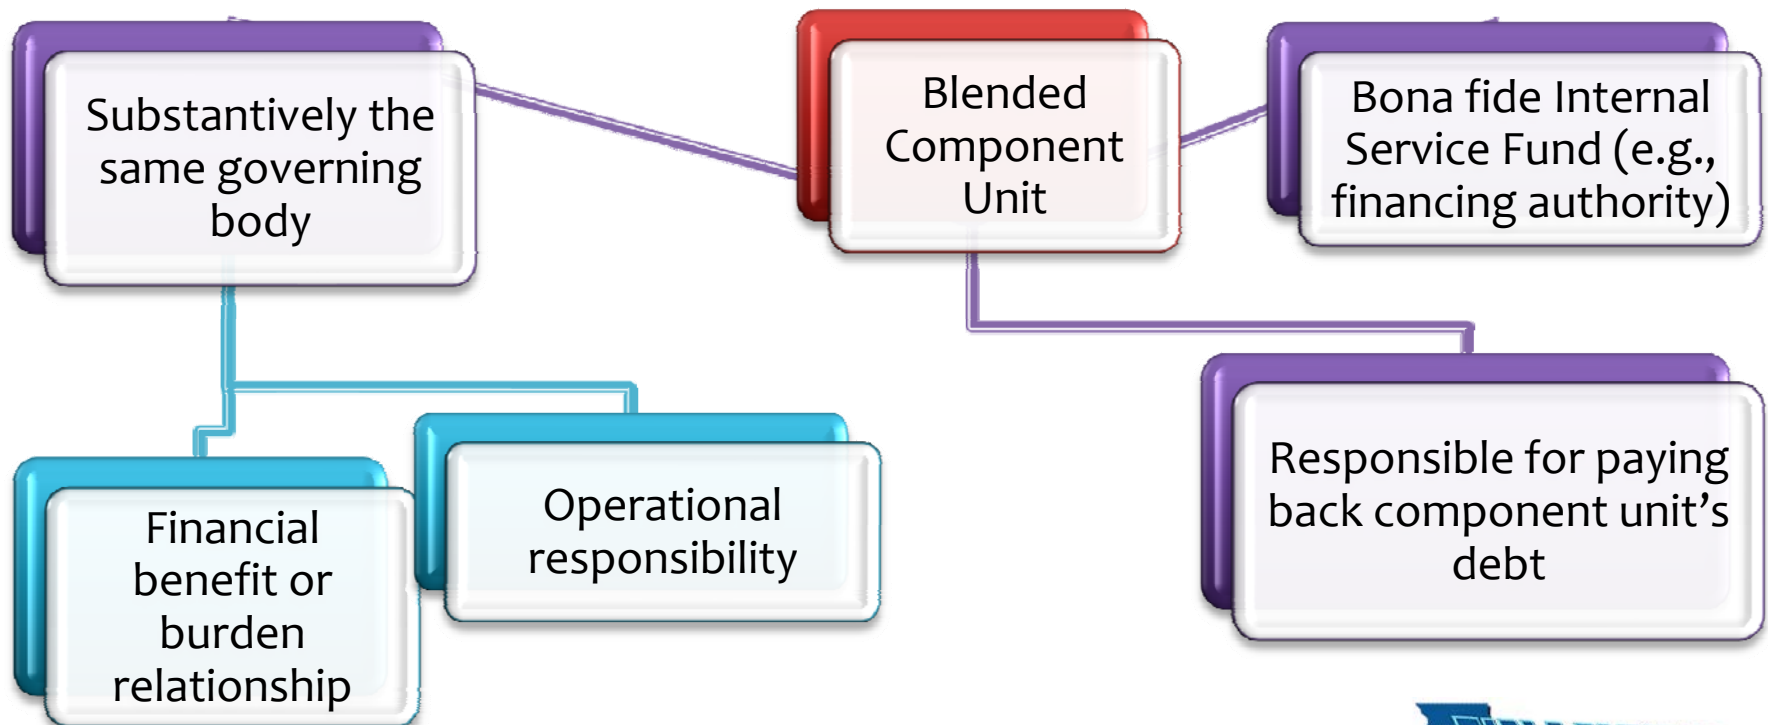 Substantively the
same governing
body
Blended
Component
Unit
Bona fide Internal
Service Fund (e.g.,
financing authority)
Financial
benefit or
burden
relationship
Operational
responsibility
Responsible for paying
back component unit’s
debt